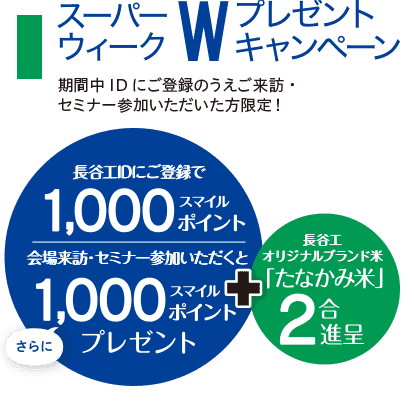 スーパー
ウィーク
W
プレゼント
キャンペーン
期間中IDにご登録のうえご来訪・
セミナー参加いただいた方限定！
長谷工IDにご登録で
1,000スマイルポイント
会場来訪・セミナー参加いただくと
1,000スマイルポイント
さらに
プレゼント
+
長谷工
オリジナルブランド米
「たなかみ米」
2合進呈